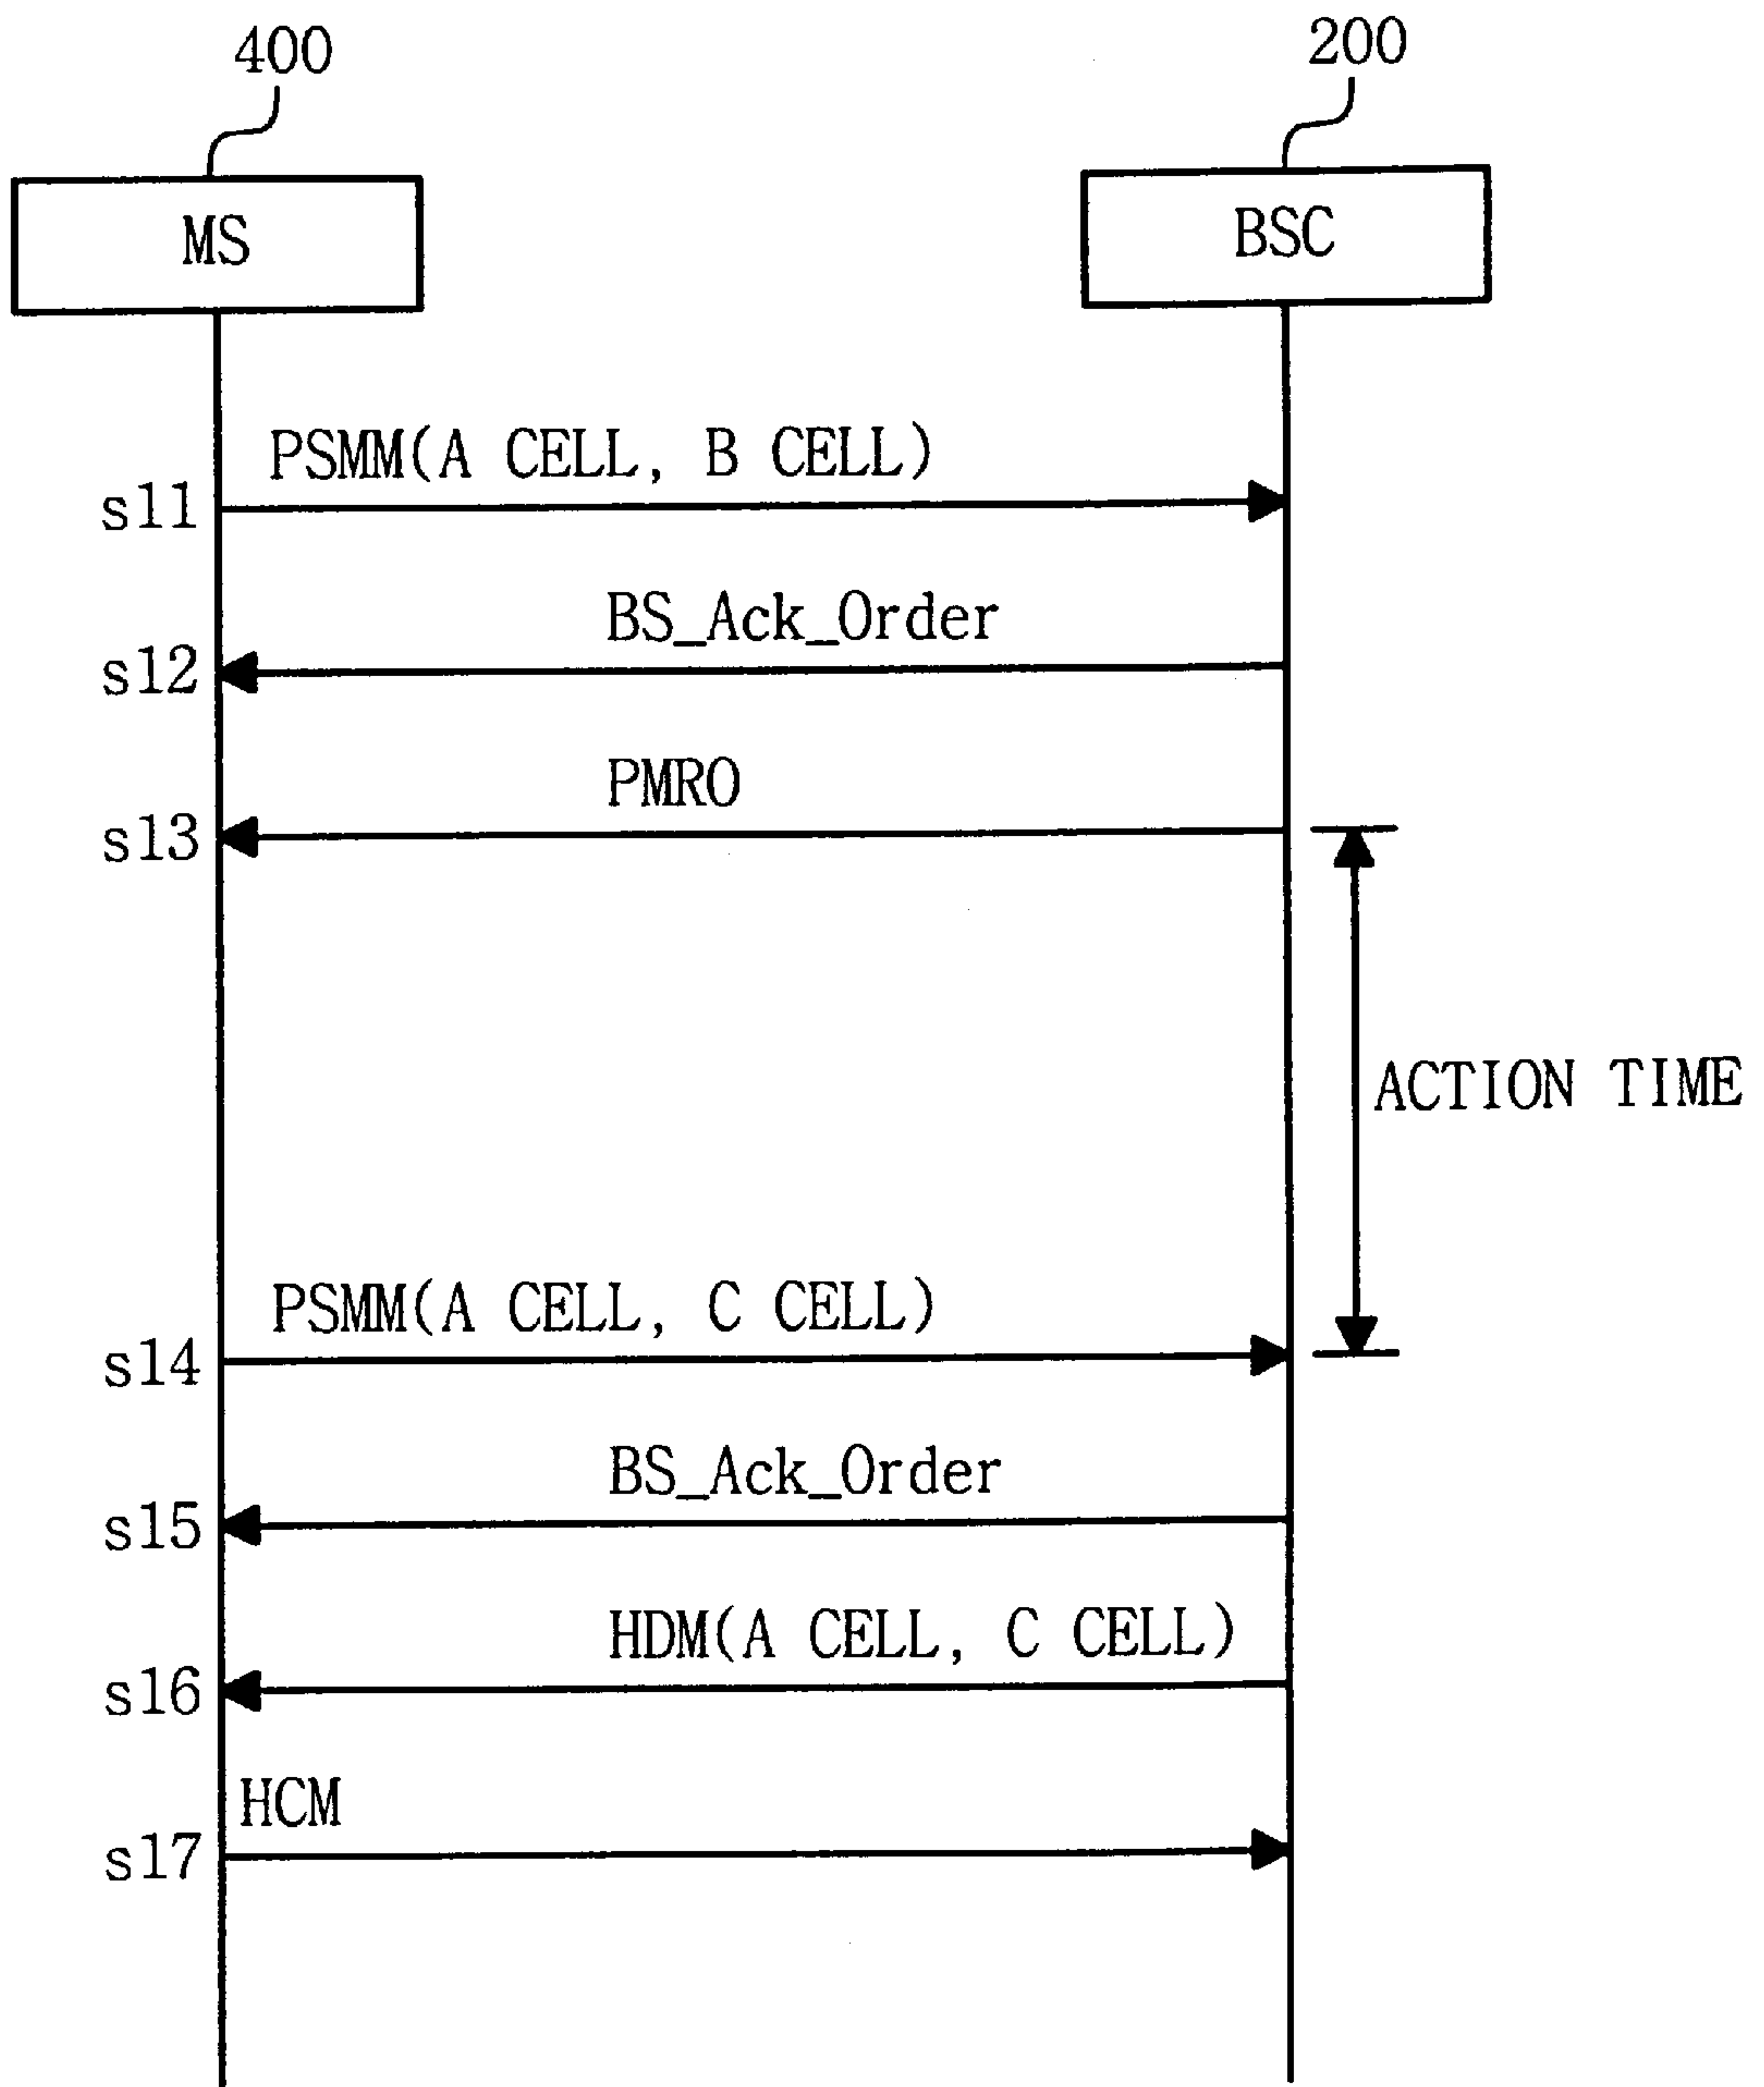 400
200
MS
BSC
PSMM(A CELL, B CELL)
s11
BS_Ack_Order
s12
PMRO
s13
ACTION TIME
PSMM(A CELL, C CELL)
s14
BS_Ack_Order
s15
HDM(A CELL, C CELL)
s16
HCM
s17